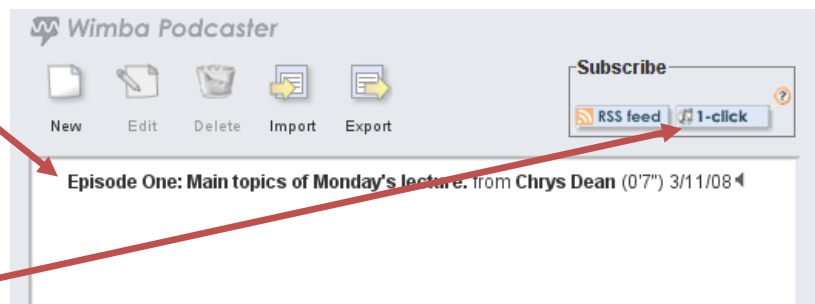 Wimba Podcaster
Subscribe
New Edit Delete Import Export
RSS feed 1-click
Episode One: Main topics of Monday's lecture. from Chrys Dean (0'7") 3/11/08